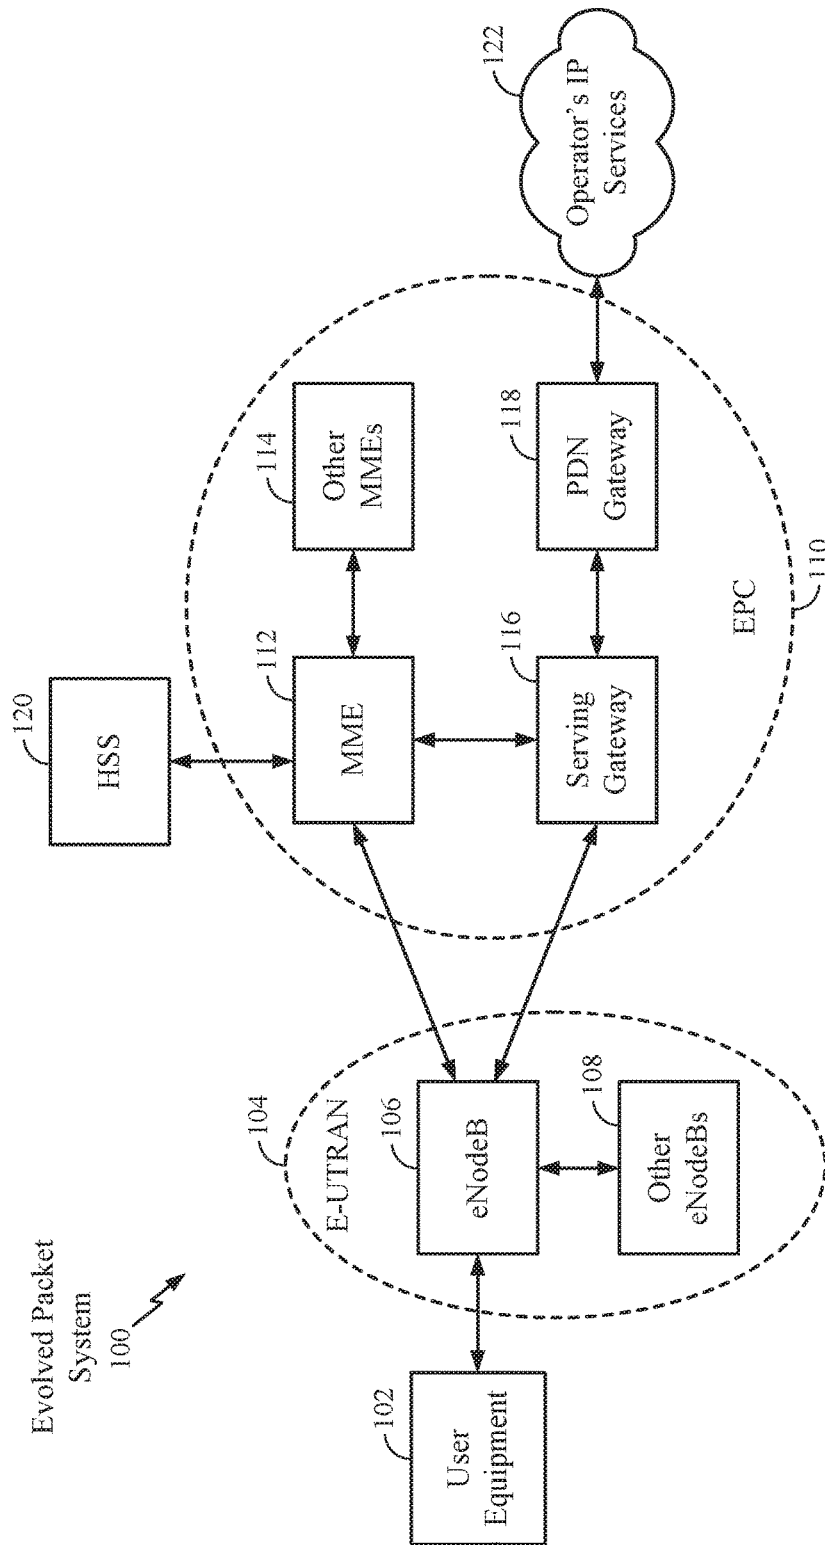 Evolved Packet
System
100
102
User
Equipment
104
E-UTRAN
106
eNodeB
108
Other
eNodeBs
120
HSS
112
MME
114
Other
MMEs
116
Serving
Gateway
118
PDN
Gateway
EPC
110
122
Operator's IP
Services